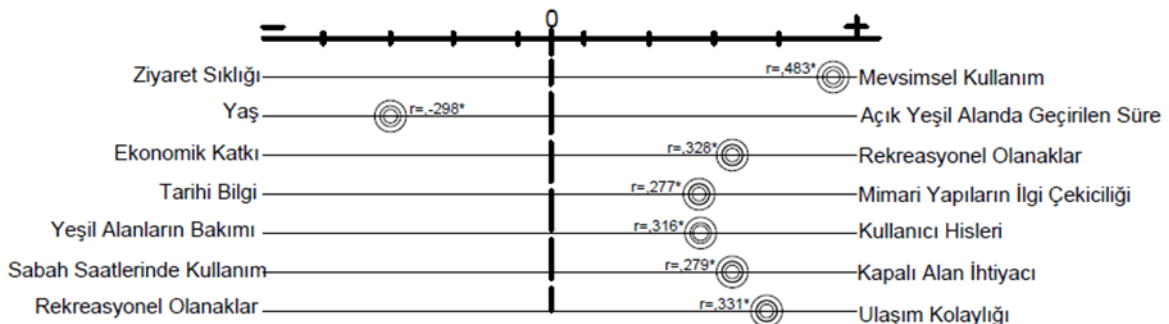 − 0 +
Ziyaret Sıklığı r=,483* Mevsimsel Kullanım
Yaş r=,-298* Açık Yeşil Alanda Geçirilen Süre
Ekonomik Katkı r=,328* Rekreasyonel Olanaklar
Tarihi Bilgi r=,277* Mimari Yapıların İlgi Çekiciliği
Yeşil Alanların Bakımı r=,316* Kullanıcı Hisleri
Sabah Saatlerinde Kullanım r=,279* Kapalı Alan İhtiyacı
Rekreasyonel Olanaklar r=,331* Ulaşım Kolaylığı